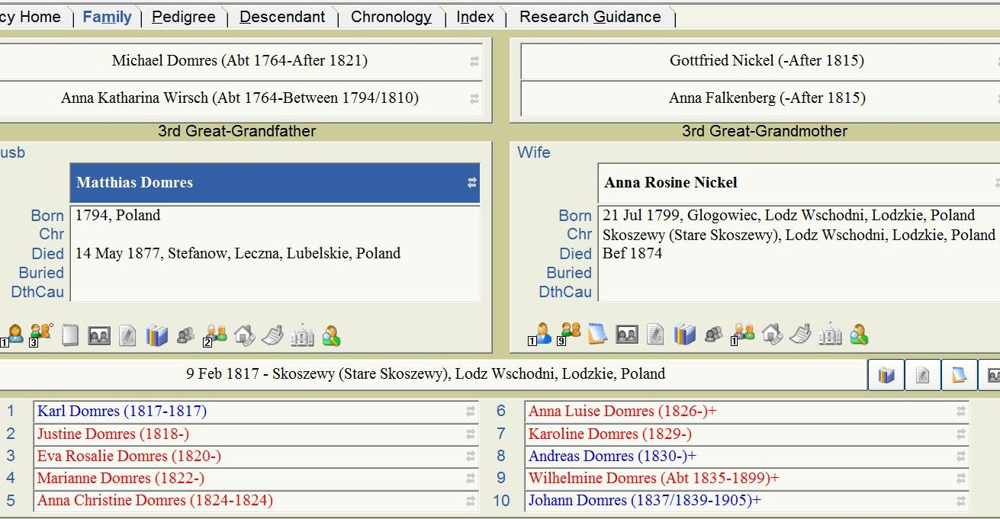 cy Home Family Pedigree Descendant Chronology Index Research Guidance
Michael Domres (Abt 1764-After 1821)
Anna Katharina Wirsch (Abt 1764-Between 1794/1810)
Gottfried Nickel (-After 1815)
Anna Falkenberg (-After 1815)
3rd Great-Grandfather
usb
Matthias Domres
Born 1794, Poland
Chr
Died 14 May 1877, Stefanow, Leczna, Lubelskie, Poland
Buried
DthCau
1 3 2
3rd Great-Grandmother
Wife
Anna Rosine Nickel
Born 21 Jul 1799, Glogowiec, Lodz Wschodni, Lodzkie, Poland
Chr Skoszewy (Stare Skoszewy), Lodz Wschodni, Lodzkie, Poland
Died Bef 1874
Buried
DthCau
1 9 1
9 Feb 1817 - Skoszewy (Stare Skoszewy), Lodz Wschodni, Lodzkie, Poland
1 Karl Domres (1817-1817)
2 Justine Domres (1818-)
3 Eva Rosalie Domres (1820-)
4 Marianne Domres (1822-)
5 Anna Christine Domres (1824-1824)
6 Anna Luise Domres (1826-)+
7 Karoline Domres (1829-)
8 Andreas Domres (1830-)+
9 Wilhelmine Domres (Abt 1835-1899)+
10 Johann Domres (1837/1839-1905)+